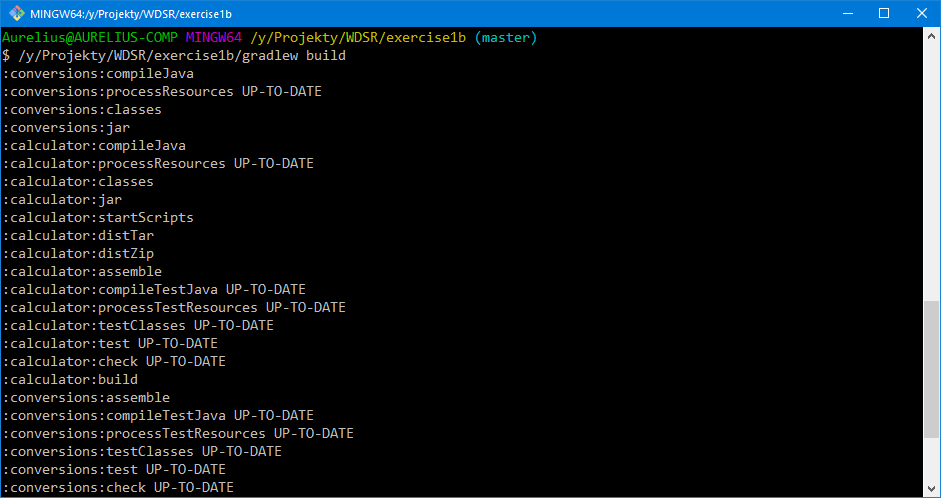 MINGW64:/y/Projekty/WDSR/exercise1b
Aurelius@AURELIUS-COMP MINGW64 /y/Projekty/WDSR/exercise1b (master)
$ /y/Projekty/WDSR/exercise1b/gradlew build
:conversions:compileJava
:conversions:processResources UP-TO-DATE
:conversions:classes
:conversions:jar
:calculator:compileJava
:calculator:processResources UP-TO-DATE
:calculator:classes
:calculator:jar
:calculator:startScripts
:calculator:distTar
:calculator:distZip
:calculator:assemble
:calculator:compileTestJava UP-TO-DATE
:calculator:processTestResources UP-TO-DATE
:calculator:testClasses UP-TO-DATE
:calculator:test UP-TO-DATE
:calculator:check UP-TO-DATE
:calculator:build
:conversions:assemble
:conversions:compileTestJava UP-TO-DATE
:conversions:processTestResources UP-TO-DATE
:conversions:testClasses UP-TO-DATE
:conversions:test UP-TO-DATE
:conversions:check UP-TO-DATE